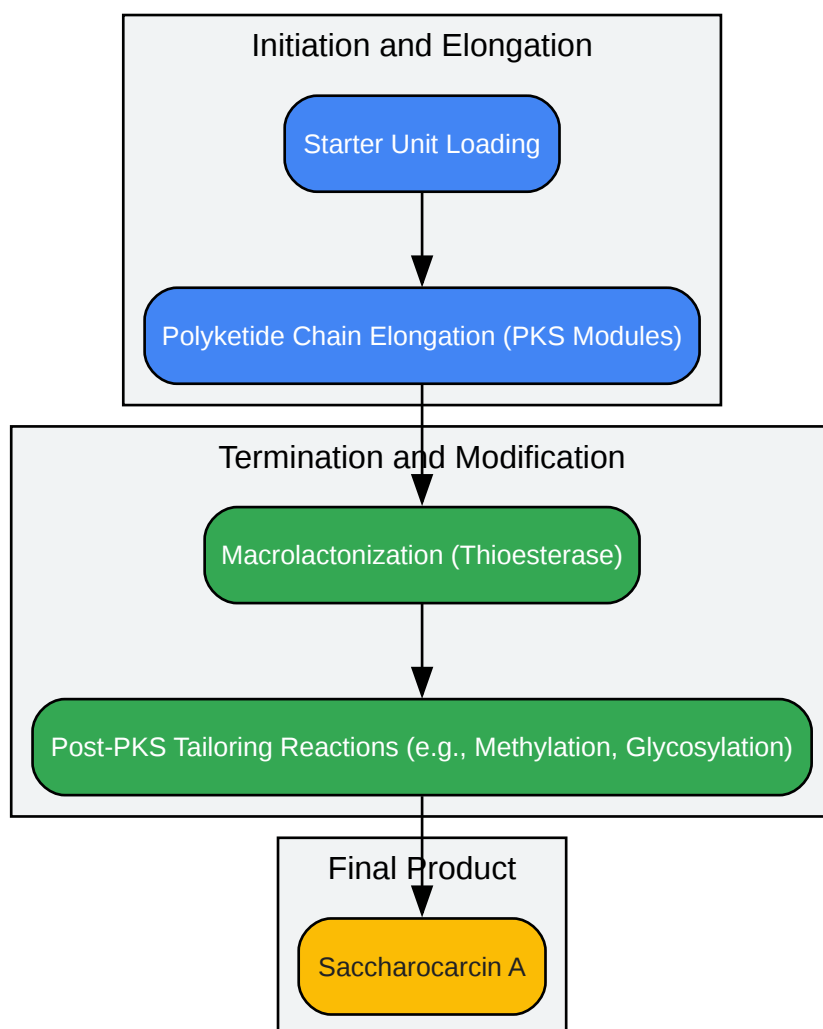 Initiation and Elongation
Starter Unit Loading
Polyketide Chain Elongation (PKS Modules)
Termination and Modification
Macrolactonization (Thioesterase)
Post-PKS Tailoring Reactions (e.g., Methylation, Glycosylation)
Final Product
Saccharocarcin A